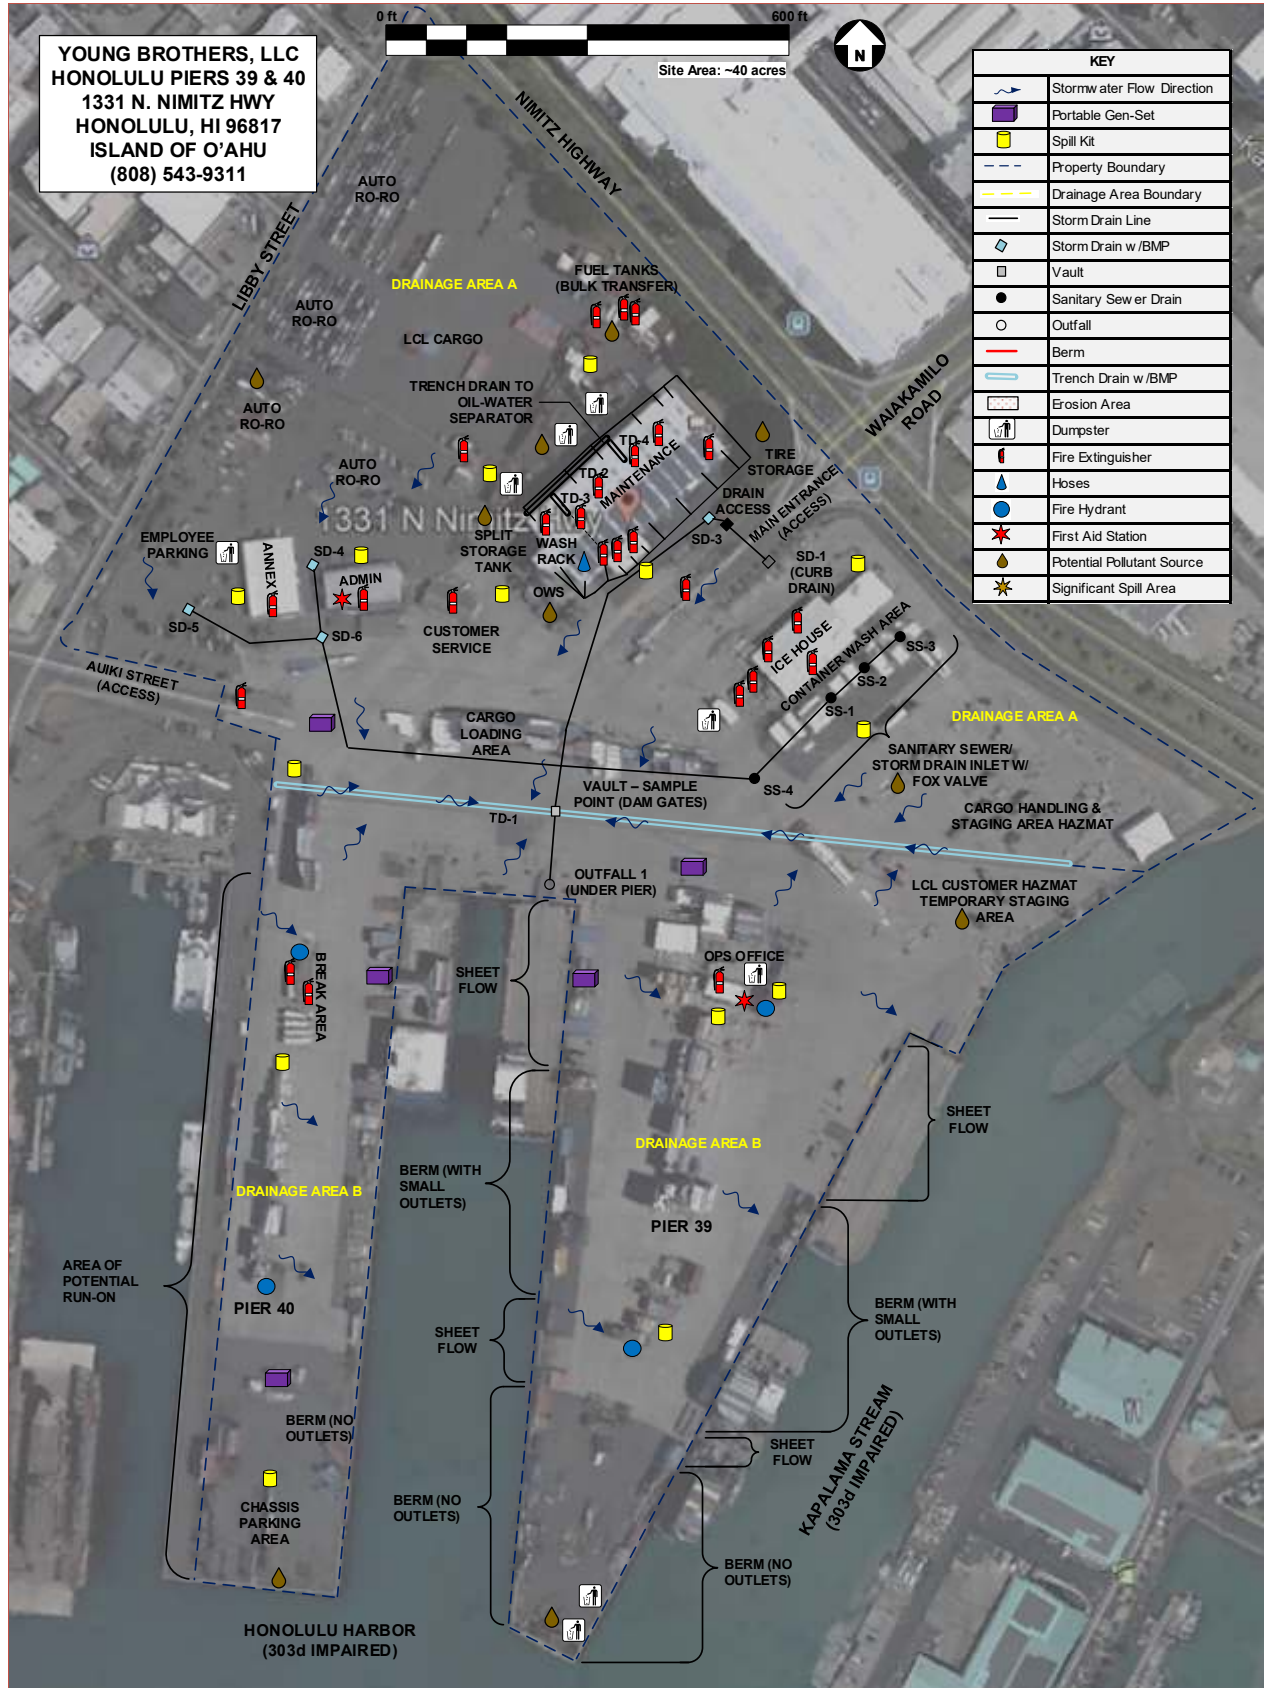 0 ft
600 ft
Site Area: ~40 acres
N
YOUNG BROTHERS, LLC
HONOLULU PIERS 39 & 40
1331 N. NIMITZ HWY
HONOLULU, HI 96817
ISLAND OF O'AHU
(808) 543-9311
KEY
Stormwater Flow Direction
Portable Gen-Set
Spill Kit
Property Boundary
Drainage Area Boundary
Storm Drain Line
Storm Drain w/BMP
Vault
Sanitary Sewer Drain
Outfall
Berm
Trench Drain w/BMP
Erosion Area
Dumpster
Fire Extinguisher
Hoses
Fire Hydrant
First Aid Station
Potential Pollutant Source
Significant Spill Area
NIMITZ HIGHWAY
LIBBY STREET
WAIAKAMILO
ROAD
AUTO
RO-RO
DRAINAGE AREA A
FUEL TANKS
(BULK TRANSFER)
AUTO
RO-RO
LCL CARGO
TRENCH DRAIN TO
OIL-WATER
SEPARATOR
AUTO
RO-RO
TD-4
TD-2
TD-3
MAINTENANCE
TIRE
STORAGE
AUTO
RO-RO
DRAIN
ACCESS
MAIN ENTRANCE
(ACCESS)
1331 N Nimitz Hwy
SPLIT
STORAGE
TANK
WASH
RACK
SD-3
SD-1
(CURB
DRAIN)
EMPLOYEE
PARKING
ANNEX
SD-4
ADMIN
OWS
SD-5
SD-6
CUSTOMER
SERVICE
ICE HOUSE
CONTAINER WASH AREA
SS-3
SS-2
SS-1
SS-4
AUIKI STREET
(ACCESS)
CARGO
LOADING
AREA
DRAINAGE AREA A
SANITARY SEWER/
STORM DRAIN INLET W/
FOX VALVE
VAULT – SAMPLE
POINT (DAM GATES)
TD-1
CARGO HANDLING &
STAGING AREA HAZMAT
OUTFALL 1
(UNDER PIER)
LCL CUSTOMER HAZMAT
TEMPORARY STAGING
AREA
BREAK AREA
SHEET
FLOW
OPS OFFICE
SHEET
FLOW
DRAINAGE AREA B
BERM (WITH
SMALL
OUTLETS)
DRAINAGE AREA B
PIER 39
AREA OF
POTENTIAL
RUN-ON
PIER 40
SHEET
FLOW
BERM (WITH
SMALL
OUTLETS)
BERM (NO
OUTLETS)
SHEET
FLOW
KAPALAMA STREAM
(303d IMPAIRED)
CHASSIS
PARKING
AREA
BERM (NO
OUTLETS)
BERM (NO
OUTLETS)
HONOLULU HARBOR
(303d IMPAIRED)